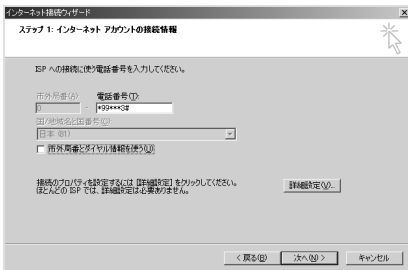 インターネット接続ウィザード
ステップ 1: インターネット アカウントの接続情報
ISP への接続に使う電話番号を入力してください。
市外局番(A): 電話番号(T):
0 - *99***3#
国/地域名と国番号(O):
日本 (81)
市外局番とダイヤル情報を使う(U)
接続のプロパティを設定するには [詳細設定] をクリックしてください。
ほとんどの ISP では、詳細設定は必要ありません。
詳細設定(V)...
< 戻る(B) 次へ(N) > キャンセル